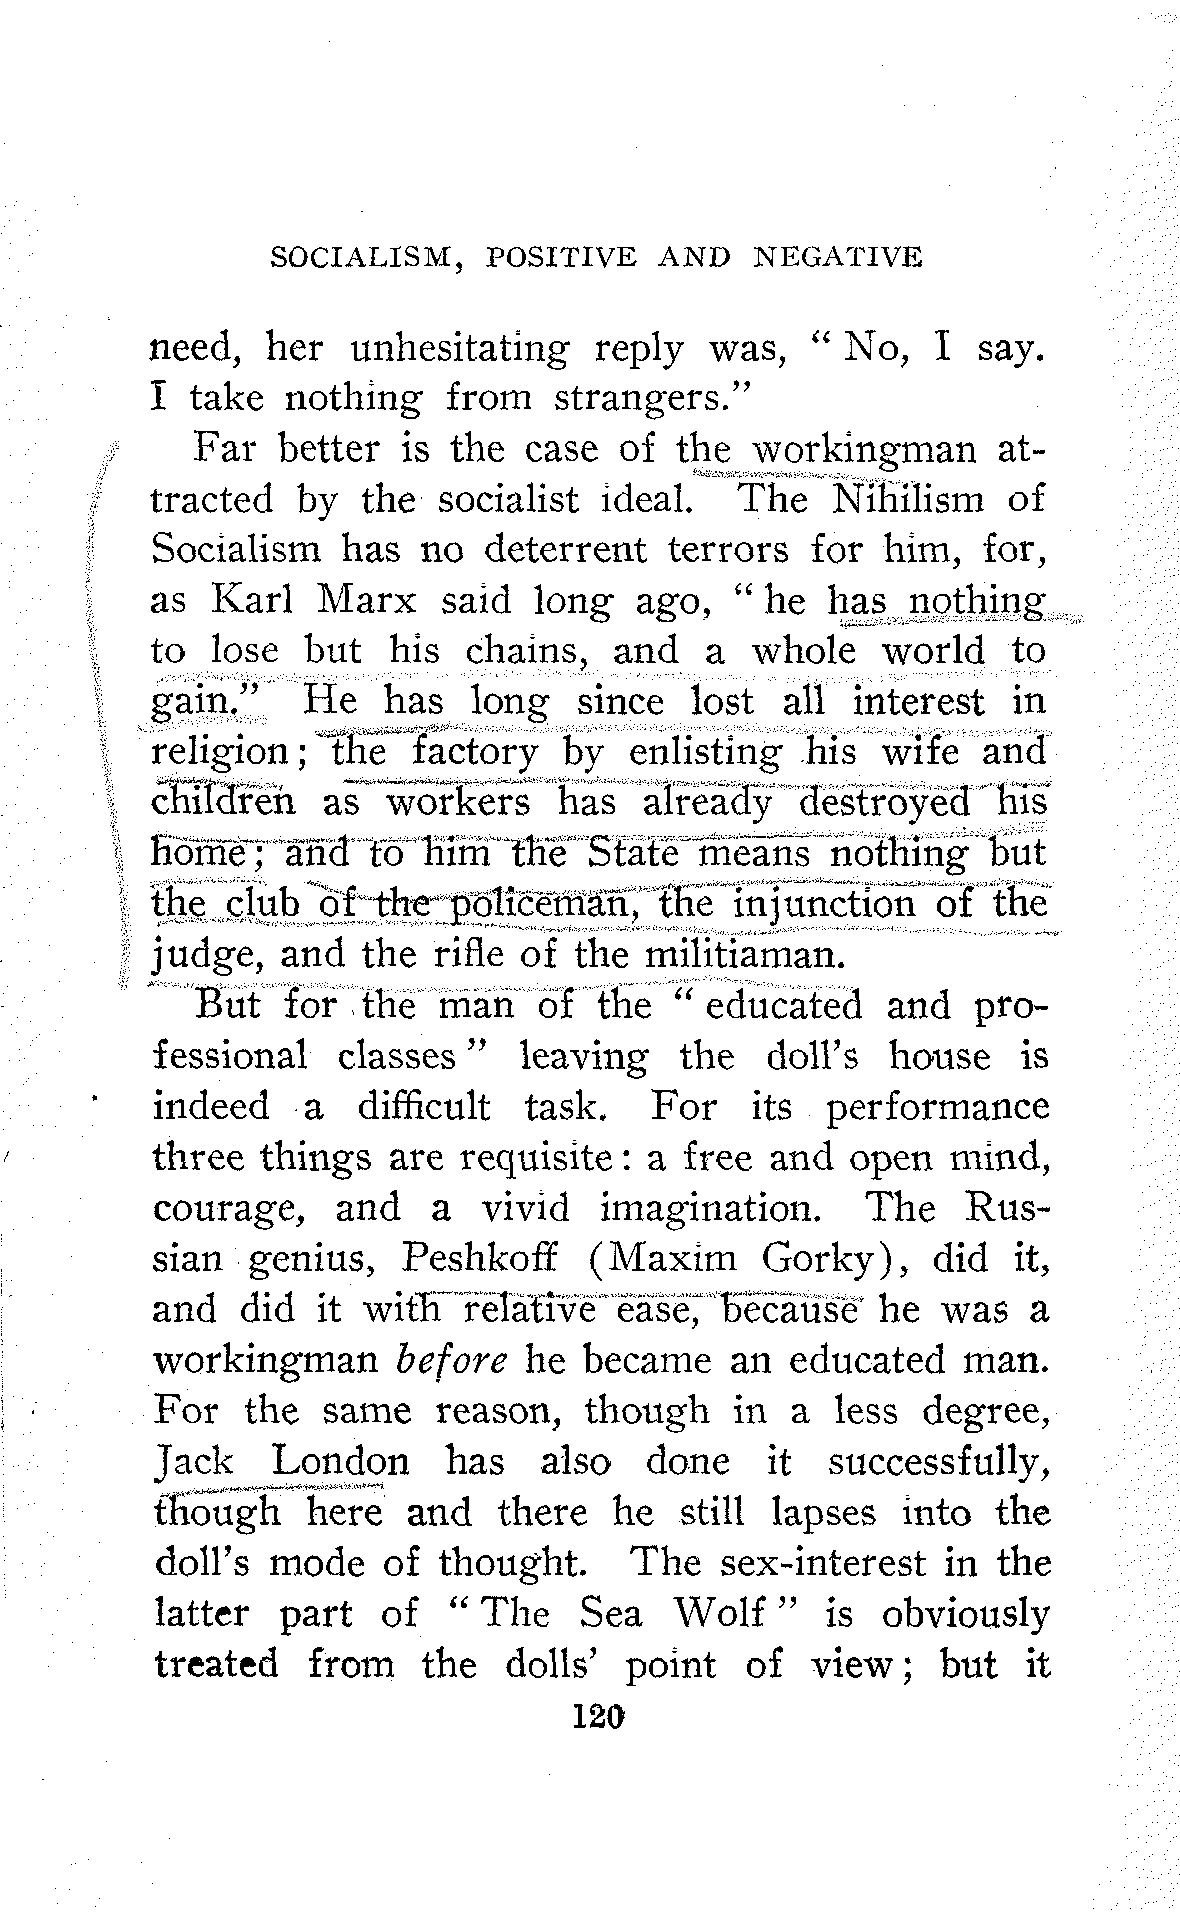 SOCIALISM, POSITIVE AND NEGATIVE
need, her unhesitating reply was, “ No, I say.
I take nothing from strangers.”
Far better is the case of the workingman at-
tracted by the socialist ideal. The Nihilism of
Socialism has no deterrent terrors for him, for,
as Karl Marx said long ago, “ he has nothing
to lose but his chains, and a whole world to
gain.” He has long since lost all interest in
religion ; the factory by enlisting his wife and
children as workers has already destroyed his
home ; and to him the State means nothing but
the club of the policeman, the injunction of the
judge, and the rifle of the militiaman.
But for the man of the “ educated and pro-
fessional classes ” leaving the doll’s house is
indeed a difficult task. For its performance
three things are requisite : a free and open mind,
courage, and a vivid imagination. The Rus-
sian genius, Peshkoff (Maxim Gorky), did it,
and did it with relative ease, because he was a
workingman before he became an educated man.
For the same reason, though in a less degree,
Jack London has also done it successfully,
though here and there he still lapses into the
doll’s mode of thought. The sex-interest in the
latter part of “ The Sea Wolf ” is obviously
treated from the dolls’ point of view ; but it
120